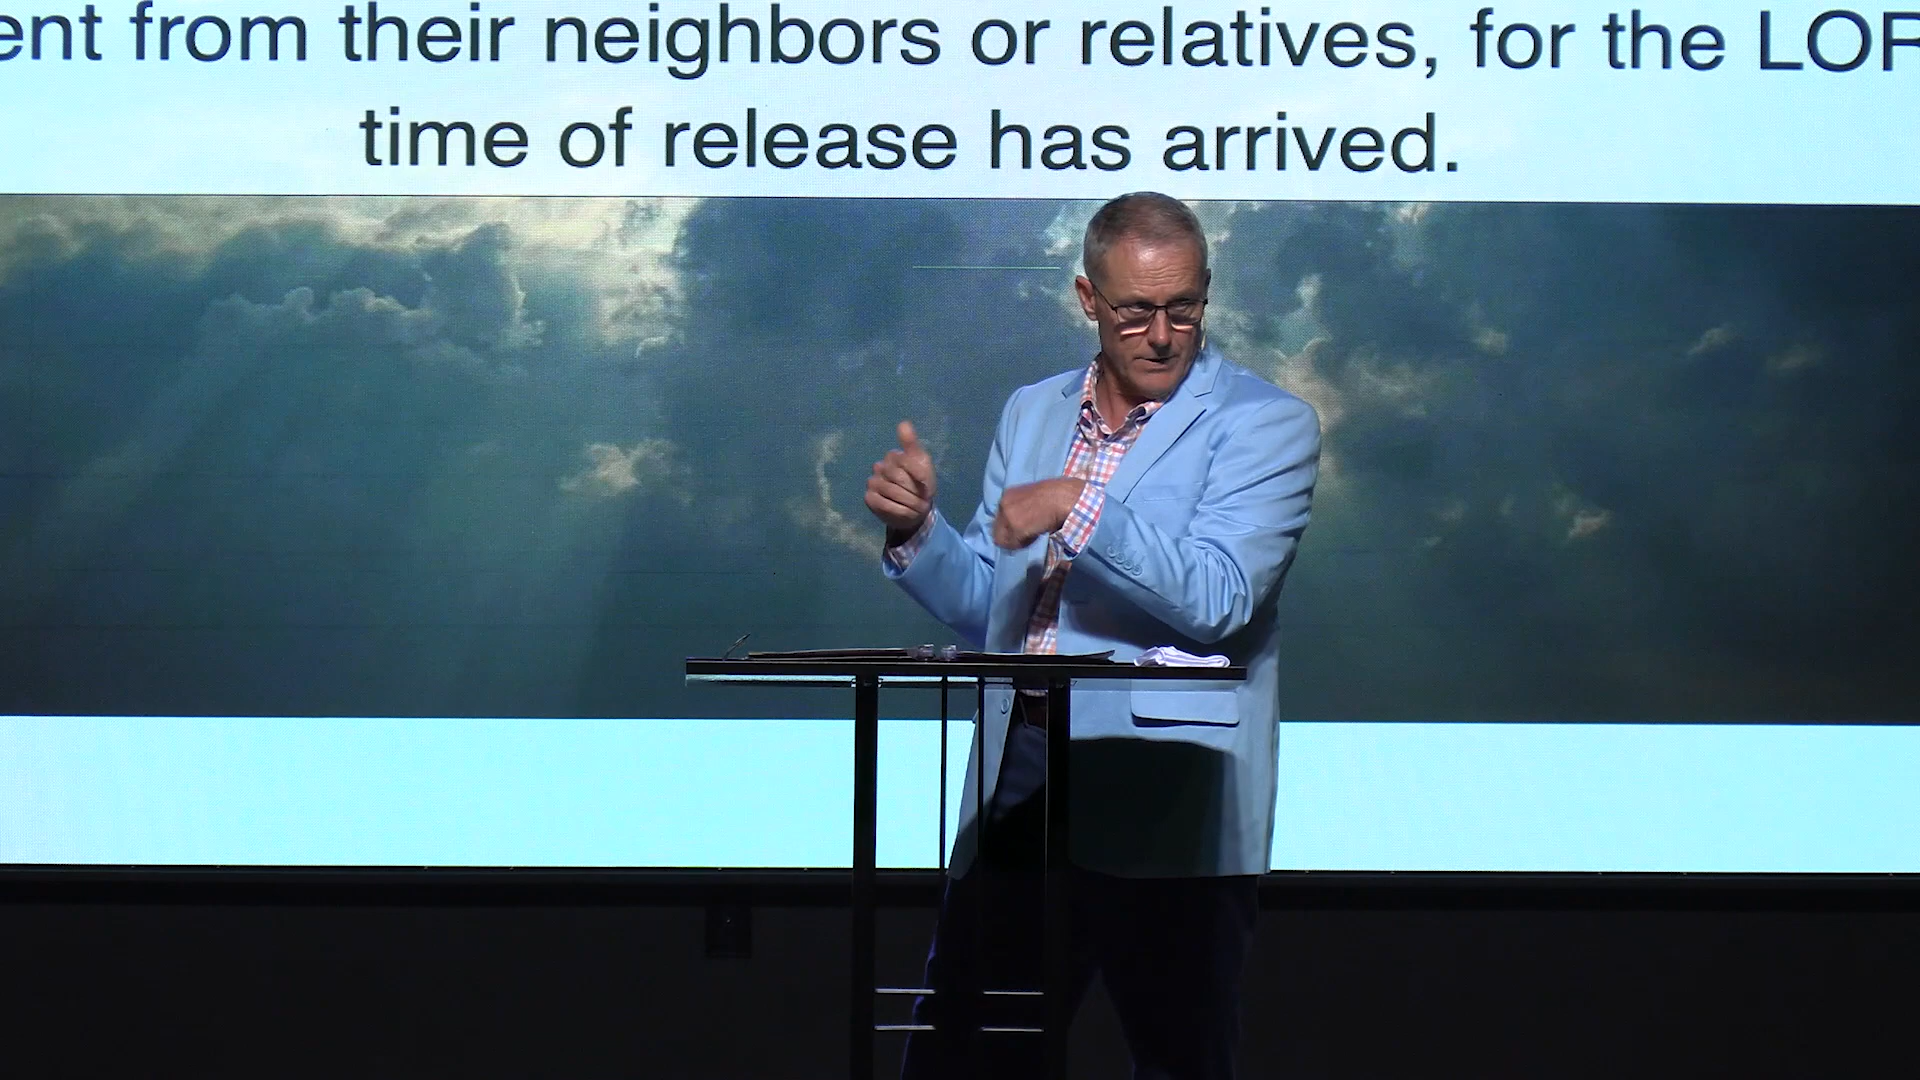 ent from their neighbors or relatives, for the LOR
time of release has arrived.